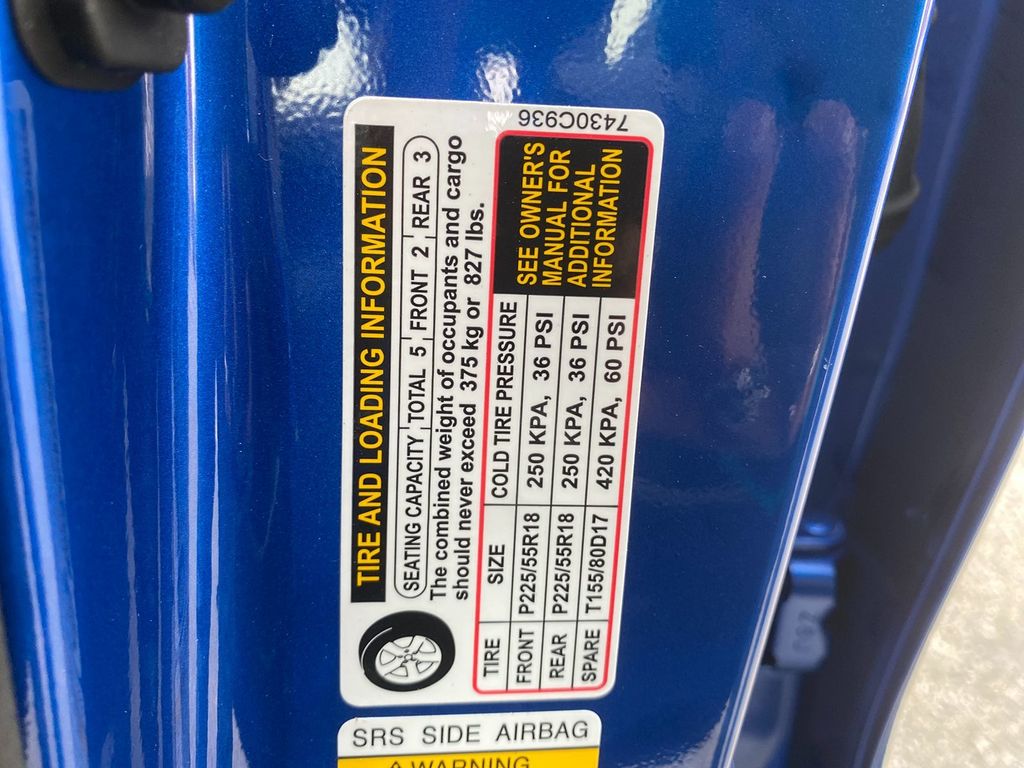 7430C936
TIRE AND LOADING INFORMATION
SEATING CAPACITY TOTAL 5 FRONT 2 REAR 3
The combined weight of occupants and cargo
should never exceed 375 kg or 827 lbs.
TIRE SIZE COLD TIRE PRESSURE
FRONT P225/55R18 250 KPA, 36 PSI
REAR P225/55R18 250 KPA, 36 PSI
SPARE T155/80D17 420 KPA, 60 PSI
SEE OWNER'S
MANUAL FOR
ADDITIONAL
INFORMATION
SRS SIDE AIRBAG
WARNING